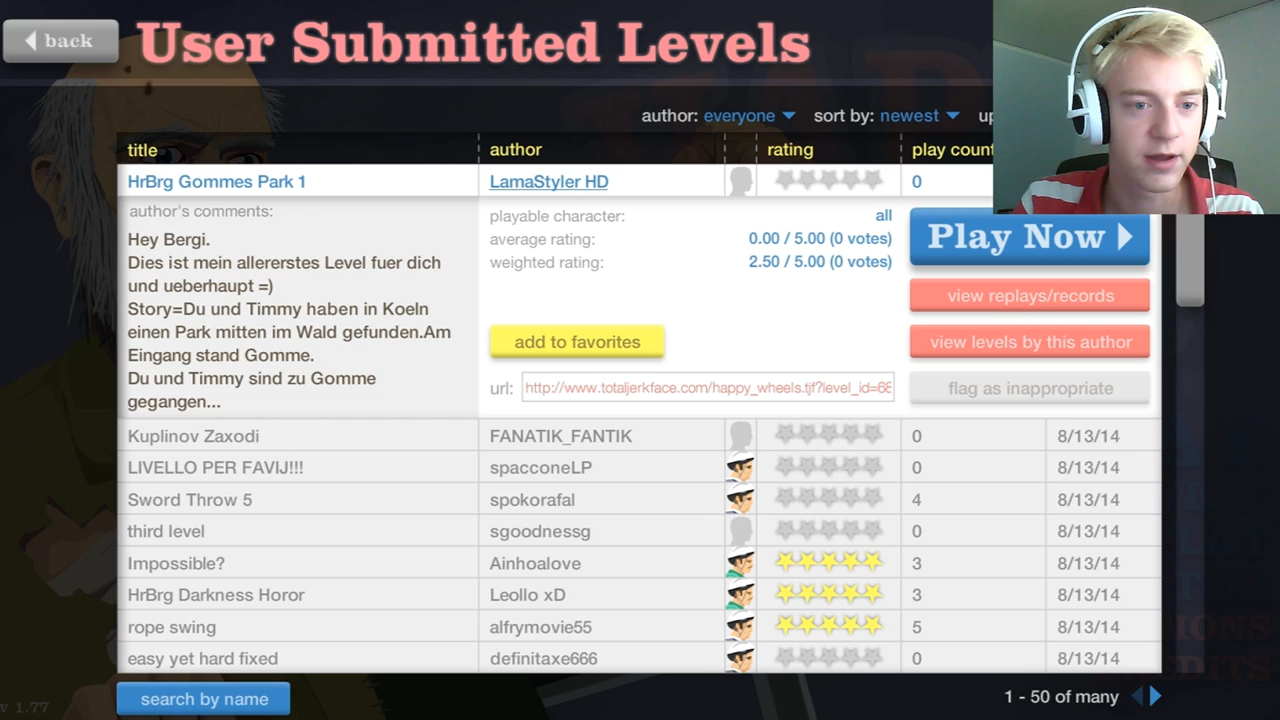 back
User Submitted Levels
author: everyone sort by: newest up
title author rating play count
HrBrg Gommes Park 1 LamaStyler HD 0
author's comments:
Hey Bergi.
Dies ist mein allererstes Level fuer dich
und ueberhaupt =)
Story=Du und Timmy haben in Koeln
einen Park mitten im Wald gefunden.Am
Eingang stand Gomme.
Du und Timmy sind zu Gomme
gegangen...
playable character: all
average rating: 0.00 / 5.00 (0 votes)
weighted rating: 2.50 / 5.00 (0 votes)
add to favorites
url: http://www.totaljerkface.com/happy_wheels.tjf?level_id=68
Play Now
view replays/records
view levels by this author
flag as inappropriate
Kuplinov Zaxodi FANATIK_FANTIK 0 8/13/14
LIVELLO PER FAVIJ!!! spacconeLP 0 8/13/14
Sword Throw 5 spokorafal 4 8/13/14
third level sgoodnessg 0 8/13/14
Impossible? Ainhoalove 3 8/13/14
HrBrg Darkness Horor Leollo xD 3 8/13/14
rope swing alfrymovie55 5 8/13/14
easy yet hard fixed definitaxe666 0 8/13/14
search by name
1 - 50 of many
v 1.77